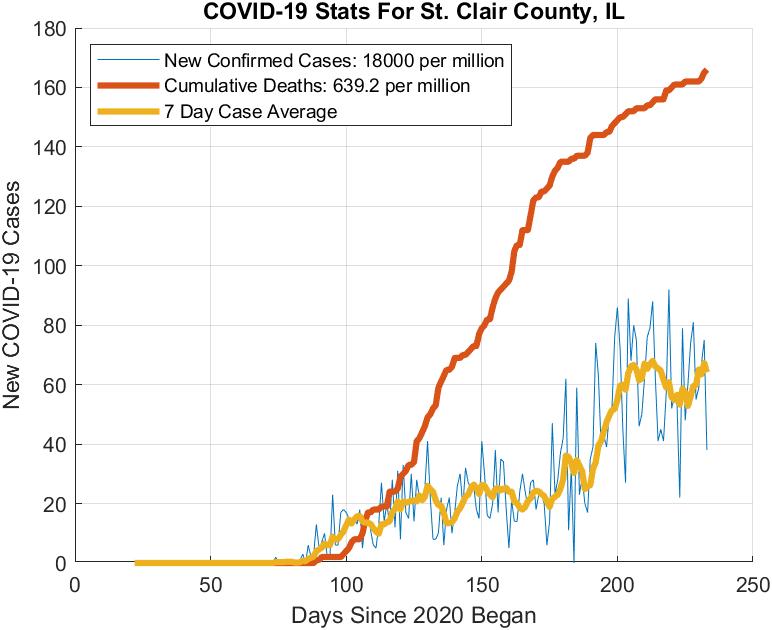 COVID-19 Stats For St. Clair County, IL
New Confirmed Cases: 18000 per million
Cumulative Deaths: 639.2 per million
7 Day Case Average
New COVID-19 Cases
180
160
140
120
100
80
60
40
20
0
0 50 100 150 200 250
Days Since 2020 Began